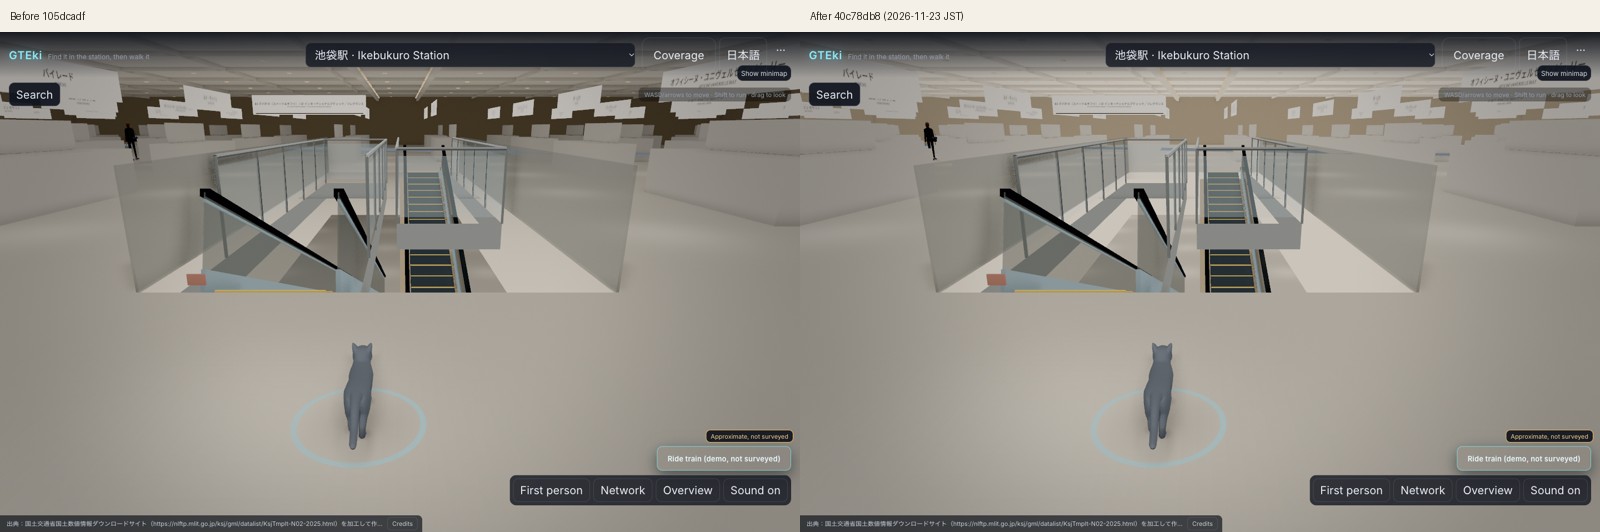 Before 105dcadf
After 40c78db8 (2026-11-23 JST)
GTEki Find it in the station, then walk it
池袋駅 · Ikebukuro Station
Coverage
日本語
...
Show minimap
Search
WASD/arrows to move · Shift to run · drag to look
Approximate, not surveyed
Ride train (demo, not surveyed)
First person
Network
Overview
Sound on
出典：国土交通省国土数値情報ダウンロードサイト（https://nlftp.mlit.go.jp/ksj/gml/datalist/KsjTmplt-N02-2025.html）を加工して作...
Credits
GTEki Find it in the station, then walk it
池袋駅 · Ikebukuro Station
Coverage
日本語
...
Show minimap
Search
WASD/arrows to move · Shift to run · drag to look
Approximate, not surveyed
Ride train (demo, not surveyed)
First person
Network
Overview
Sound on
出典：国土交通省国土数値情報ダウンロードサイト（https://nlftp.mlit.go.jp/ksj/gml/datalist/KsjTmplt-N02-2025.html）を加工して作...
Credits